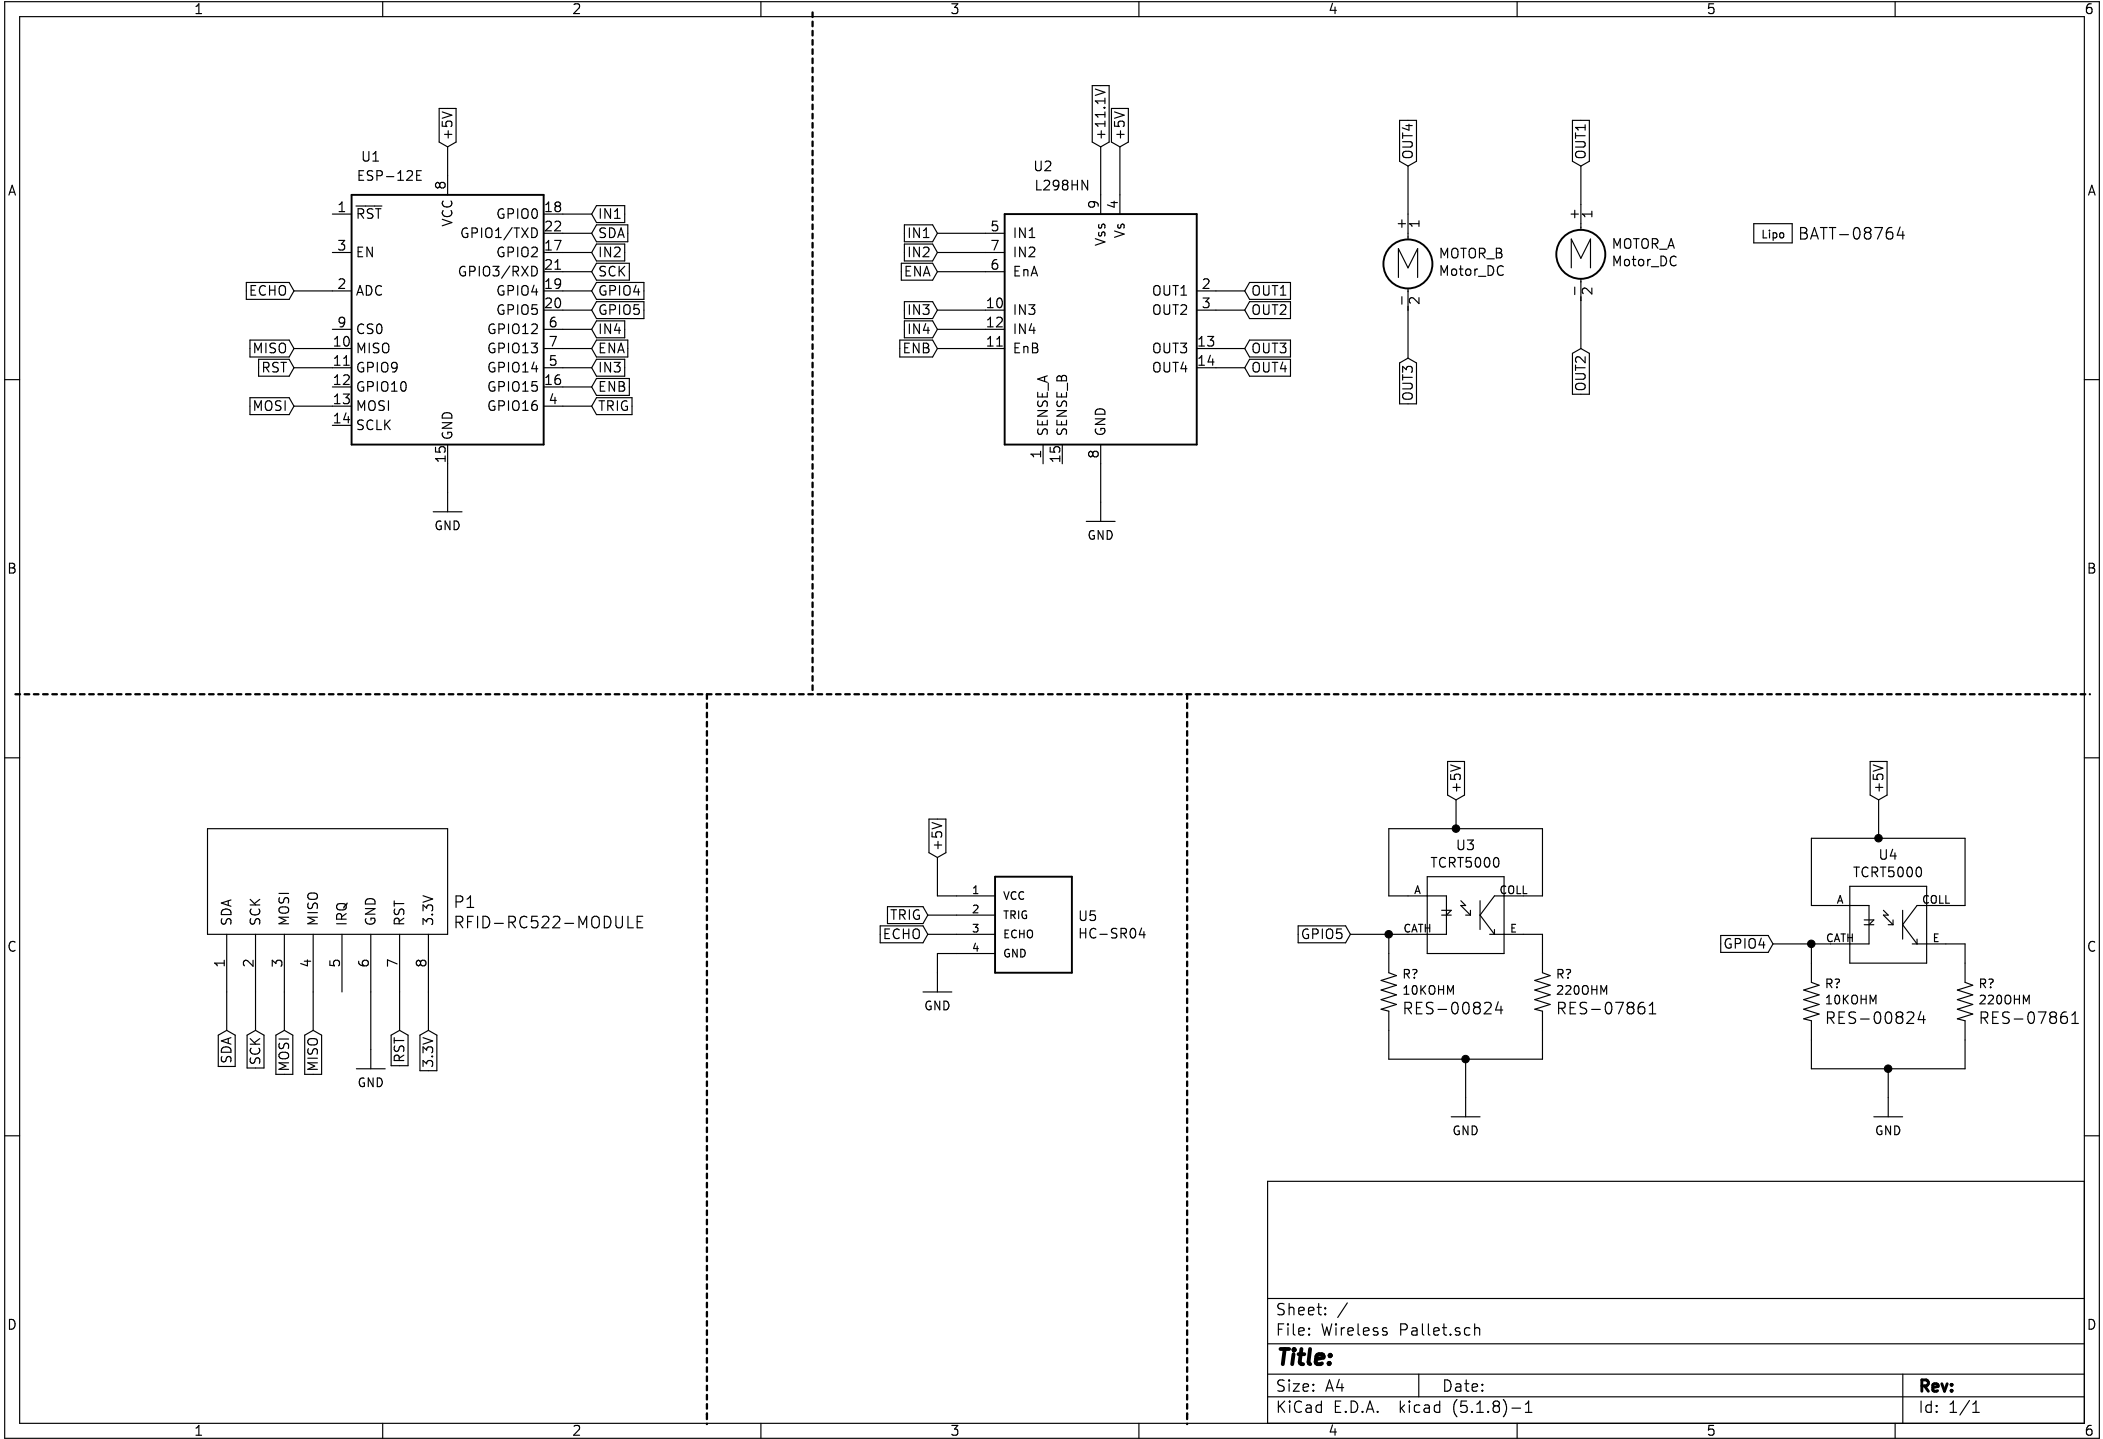 1 2 3 4 5 6
A
B
C
D
+5V
U1
ESP-12E
8
VCC
1 RST
3 EN
ECHO 2 ADC
9 CS0
MISO 10 MISO
RST 11 GPIO9
12 GPIO10
MOSI 13 MOSI
14 SCLK
GPIO0 18 IN1
GPIO1/TXD 22 SDA
GPIO2 17 IN2
GPIO3/RXD 21 SCK
GPIO4 19 GPIO4
GPIO5 20 GPIO5
GPIO12 6 IN4
GPIO13 7 ENA
GPIO14 5 IN3
GPIO15 16 ENB
GPIO16 4 TRIG
GND
15
GND
+11.1V
+5V
U2
L298HN
9
4
Vss
Vs
IN1 5 IN1
IN2 7 IN2
ENA 6 EnA
IN3 10 IN3
IN4 12 IN4
ENB 11 EnB
OUT1 2 OUT1
OUT2 3 OUT2
OUT3 13 OUT3
OUT4 14 OUT4
SENSE_A
SENSE_B
GND
1
15
8
GND
OUT4
+
1
M
MOTOR_B
Motor_DC
-
2
OUT3
OUT1
+
1
M
MOTOR_A
Motor_DC
-
2
OUT2
Lipo BATT-08764
SDA
SCK
MOSI
MISO
IRQ
GND
RST
3.3V
P1
RFID-RC522-MODULE
1
2
3
4
5
6
7
8
SDA
SCK
MOSI
MISO
GND
RST
3.3V
+5V
1 VCC
TRIG 2 TRIG
ECHO 3 ECHO
4 GND
U5
HC-SR04
GND
+5V
U3
TCRT5000
A
COLL
GPIO5
CATH
E
R?
10KOHM
RES-00824
R?
220OHM
RES-07861
GND
+5V
U4
TCRT5000
A
COLL
GPIO4
CATH
E
R?
10KOHM
RES-00824
R?
220OHM
RES-07861
GND
Sheet: /
File: Wireless Pallet.sch
Title:
Size: A4 Date: Rev:
KiCad E.D.A. kicad (5.1.8)-1 Id: 1/1
A
B
C
D
1 2 3 4 5 6